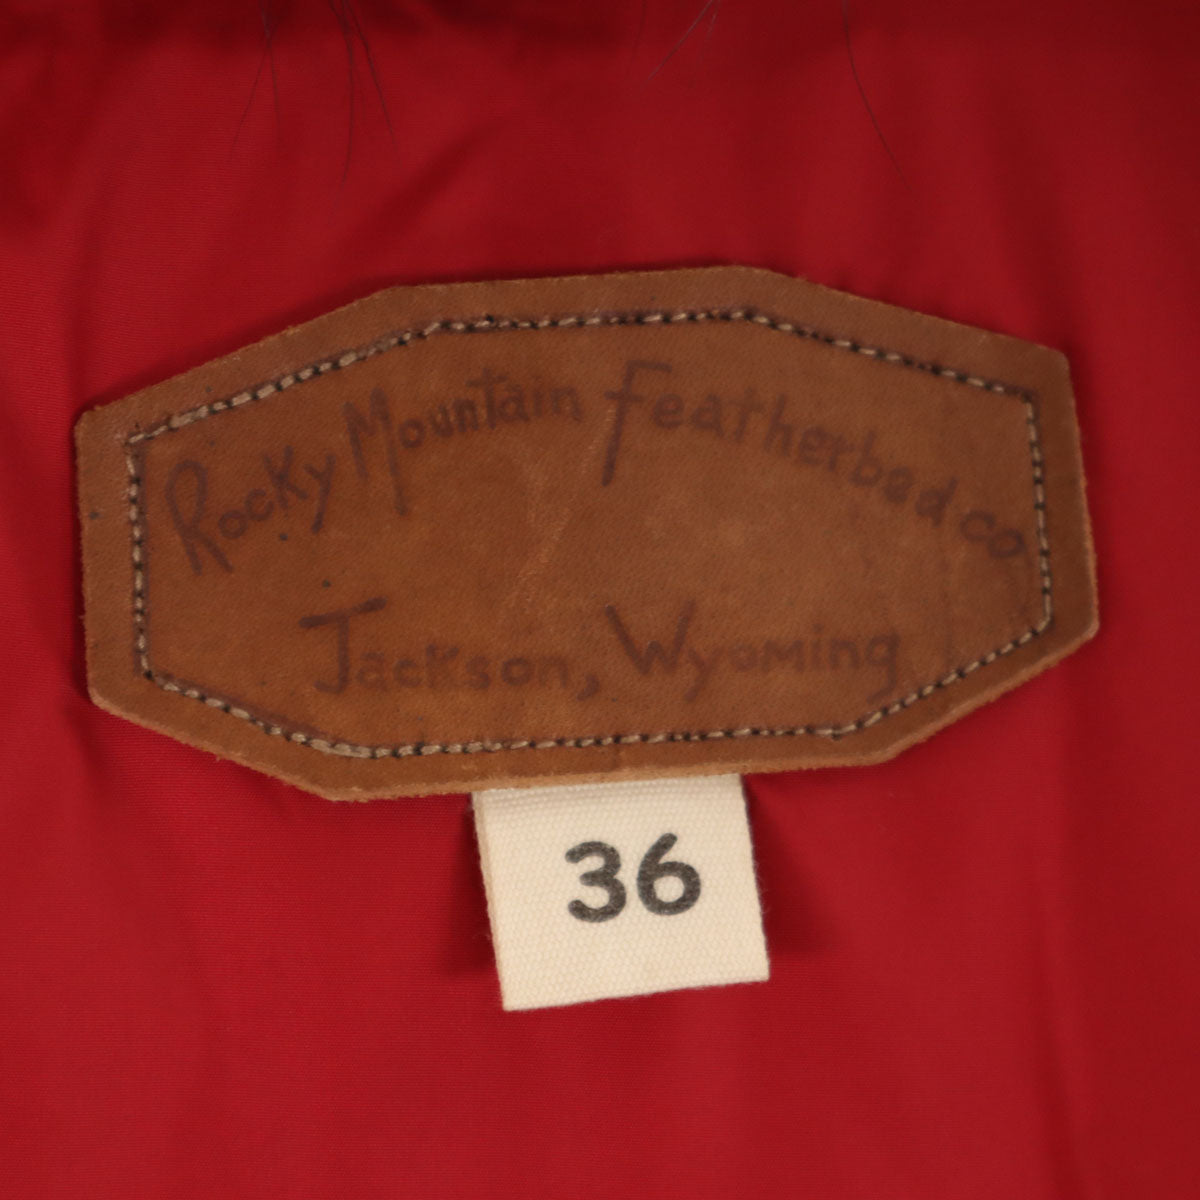 Rocky Mountain Featherbed co.
Jackson, Wyoming
36